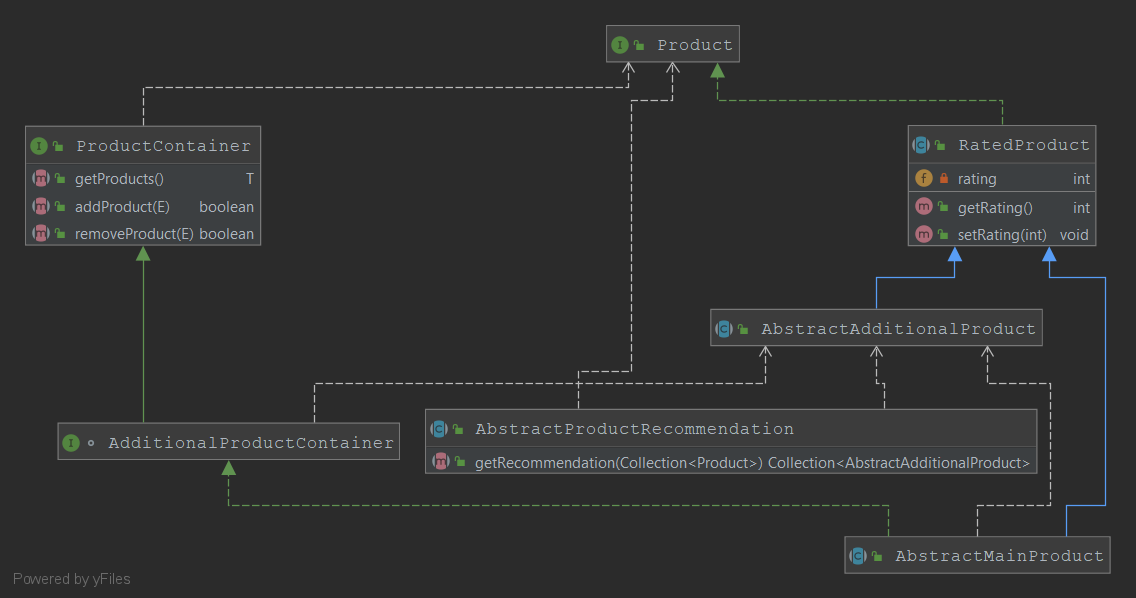 I Product
I ProductContainer
m getProducts() T
m addProduct(E) boolean
m removeProduct(E) boolean
C RatedProduct
f rating int
m getRating() int
m setRating(int) void
C AbstractAdditionalProduct
I AdditionalProductContainer
C AbstractProductRecommendation
m getRecommendation(Collection<Product>) Collection<AbstractAdditionalProduct>
C AbstractMainProduct
Powered by yFiles